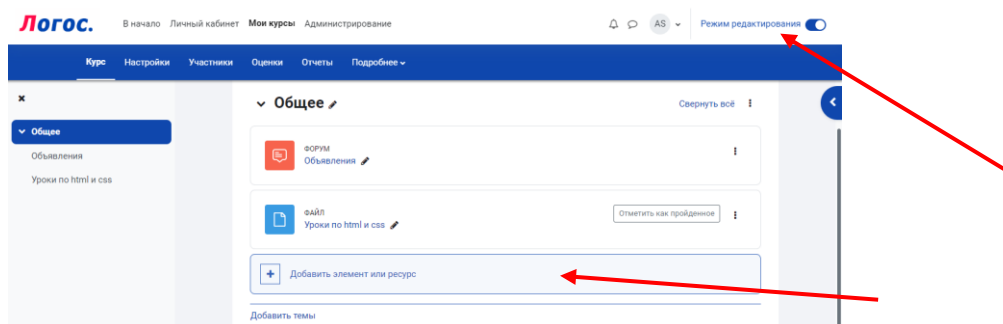 Логос. В начало Личный кабинет Мои курсы Администрирование AS Режим редактирования
Курс Настройки Участники Оценки Отчеты Подробнее
Общее
Объявления
Уроки по html и css
Общее Свернуть всё
ФОРУМ
Объявления
ФАЙЛ
Уроки по html и css Отметить как пройденное
Добавить элемент или ресурс
Добавить темы